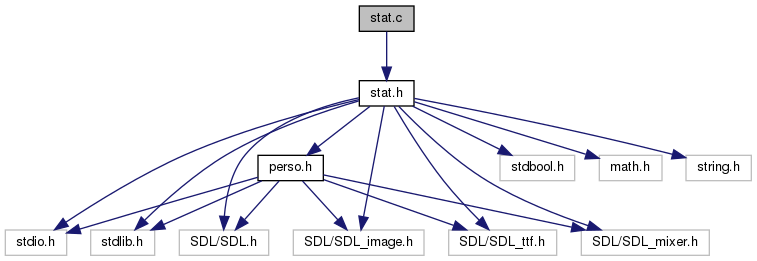 stat.c
stat.h
perso.h
stdbool.h
math.h
string.h
stdio.h
stdlib.h
SDL/SDL.h
SDL/SDL_image.h
SDL/SDL_ttf.h
SDL/SDL_mixer.h